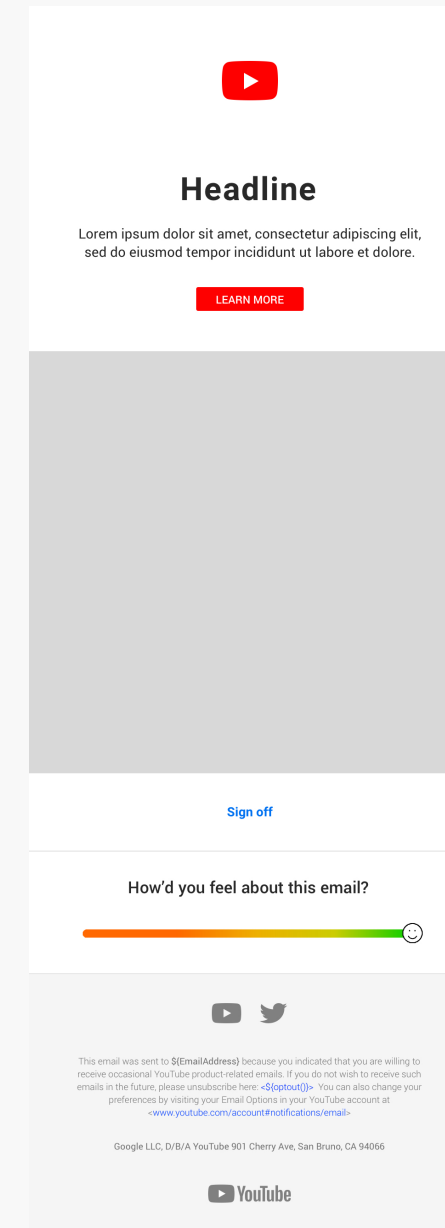 Headline
Lorem ipsum dolor sit amet, consectetur adipiscing elit,
sed do eiusmod tempor incididunt ut labore et dolore.
LEARN MORE
Sign off
How’d you feel about this email?
This email was sent to ${EmailAddress} because you indicated that you are willing to
receive occasional YouTube product-related emails. If you do not wish to receive such
emails in the future, please unsubscribe here: <${optout()}> You can also change your
preferences by visiting your Email Options in your YouTube account at
<www.youtube.com/account#notifications/email>
Google LLC, D/B/A YouTube 901 Cherry Ave, San Bruno, CA 94066
YouTube